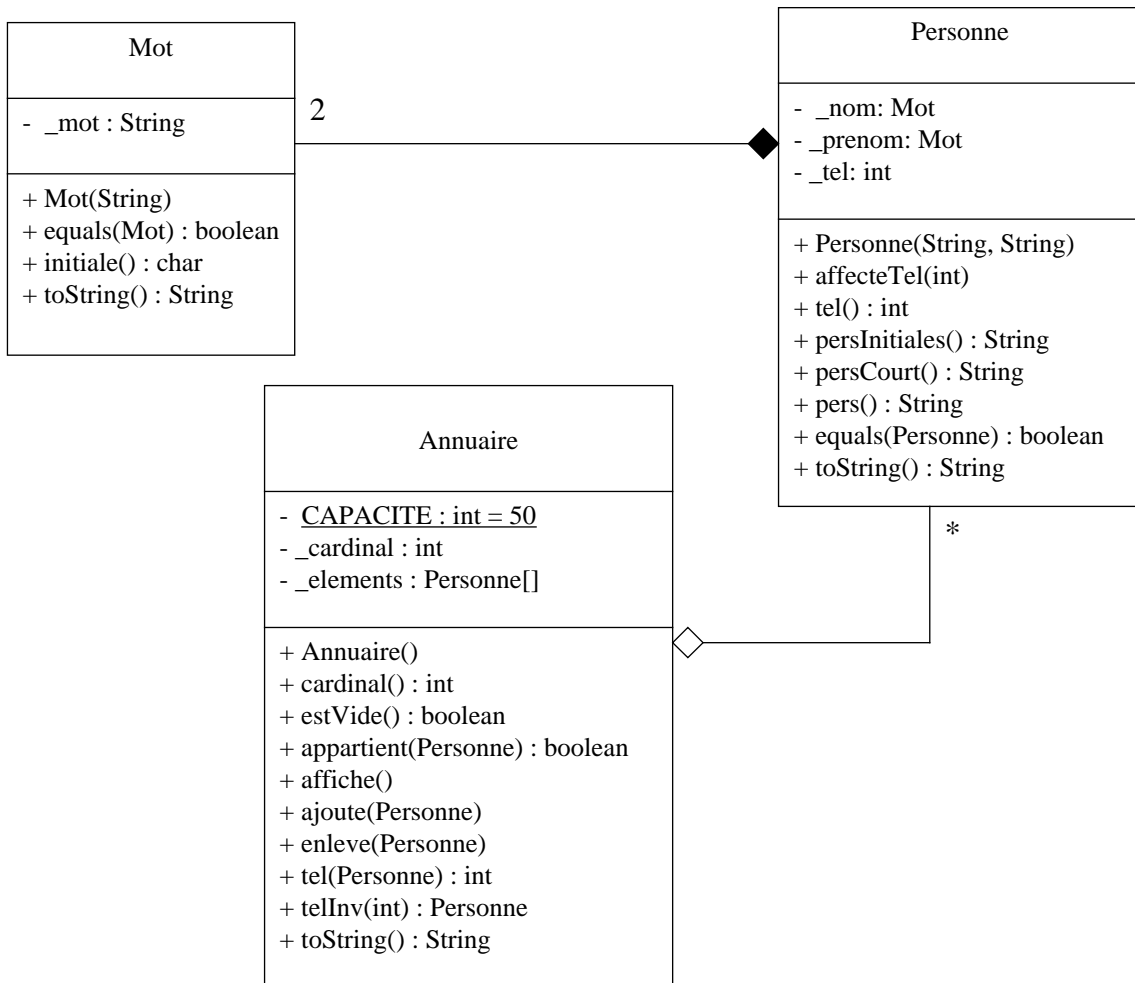 Mot
- _mot : String
+ Mot(String)
+ equals(Mot) : boolean
+ initiale() : char
+ toString() : String
2
Personne
- _nom: Mot
- _prenom: Mot
- _tel: int
+ Personne(String, String)
+ affecteTel(int)
+ tel() : int
+ persInitiales() : String
+ persCourt() : String
+ pers() : String
+ equals(Personne) : boolean
+ toString() : String
*
Annuaire
- CAPACITE : int = 50
- _cardinal : int
- _elements : Personne[]
+ Annuaire()
+ cardinal() : int
+ estVide() : boolean
+ appartient(Personne) : boolean
+ affiche()
+ ajoute(Personne)
+ enleve(Personne)
+ tel(Personne) : int
+ telInv(int) : Personne
+ toString() : String